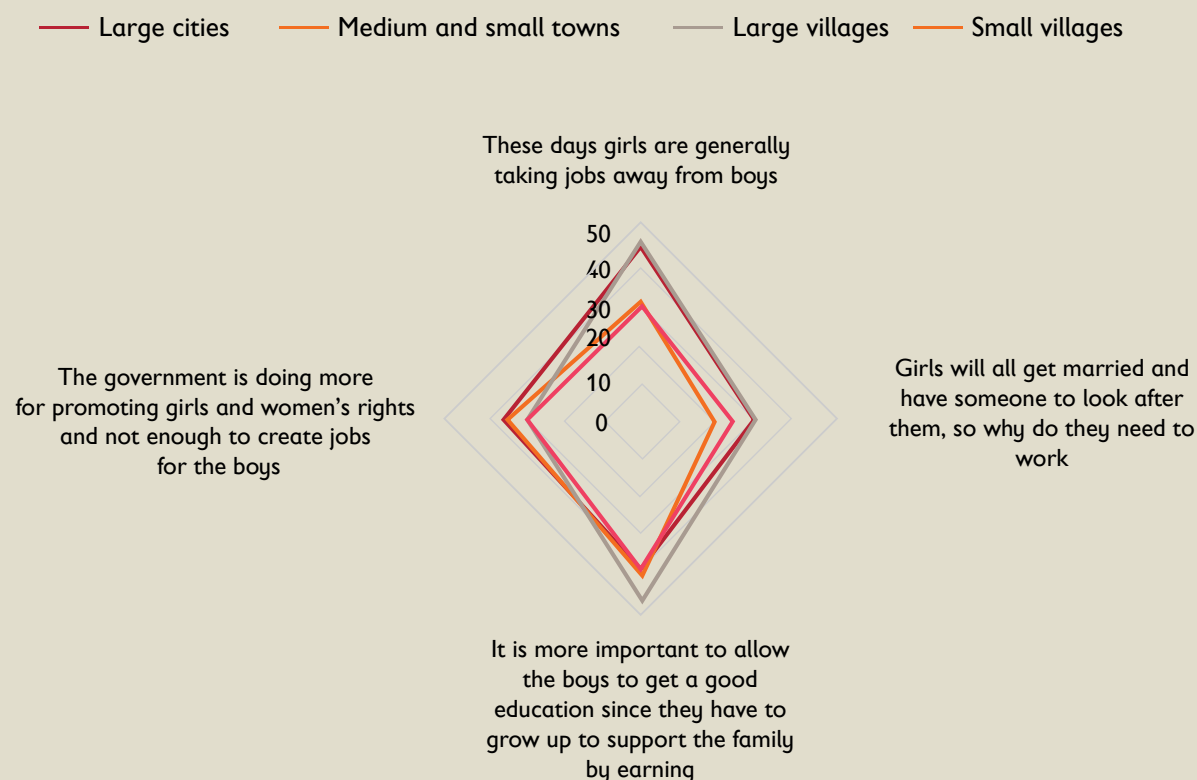 Large cities Medium and small towns Large villages Small villages
These days girls are generally
taking jobs away from boys
50
40
30
20
10
0
The government is doing more
for promoting girls and women’s rights
and not enough to create jobs
for the boys
Girls will all get married and
have someone to look after
them, so why do they need to
work
It is more important to allow
the boys to get a good
education since they have to
grow up to support the family
by earning